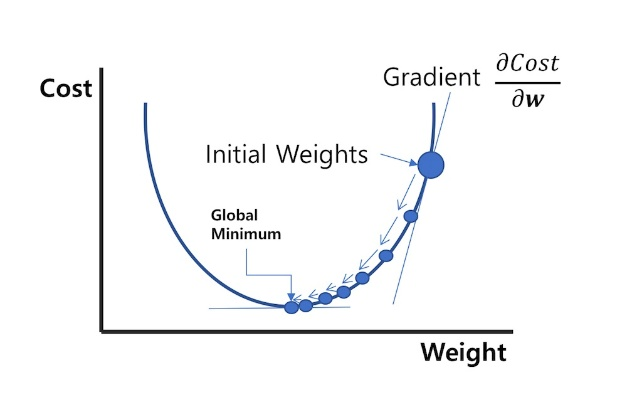 Cost
Gradient ∂Cost/∂w
Initial Weights
Global
Minimum
Weight